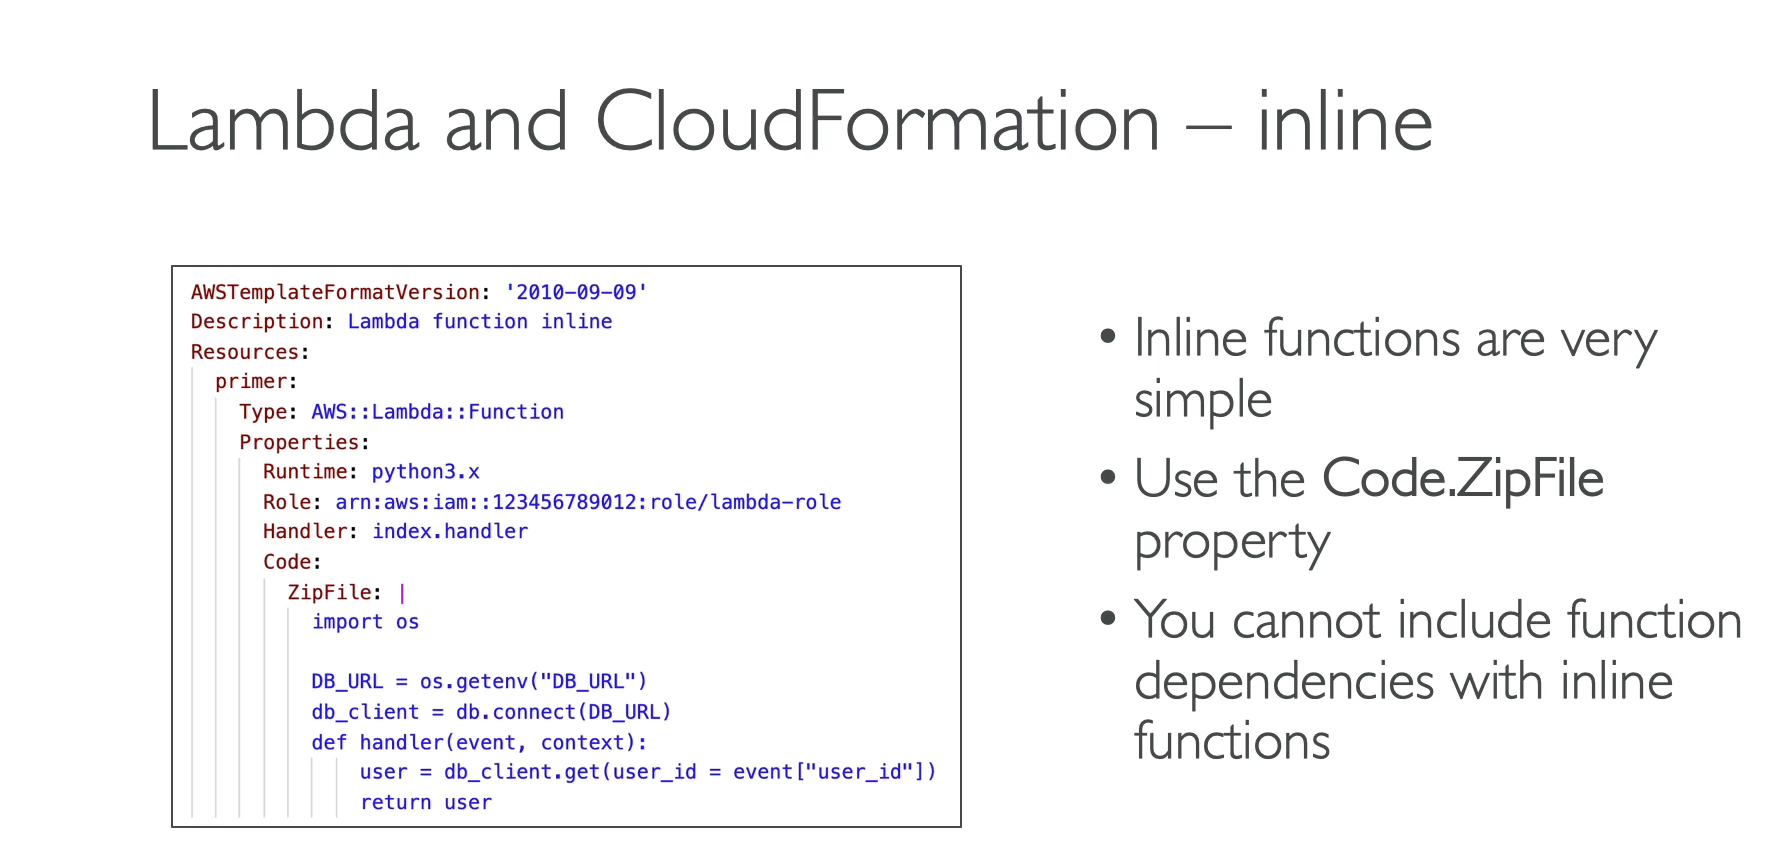 Lambda and CloudFormation – inline
AWSTemplateFormatVersion: '2010-09-09'
Description: Lambda function inline
Resources:
  primer:
    Type: AWS::Lambda::Function
    Properties:
      Runtime: python3.x
      Role: arn:aws:iam::123456789012:role/lambda-role
      Handler: index.handler
      Code:
        ZipFile: |
          import os

          DB_URL = os.getenv("DB_URL")
          db_client = db.connect(DB_URL)
          def handler(event, context):
              user = db_client.get(user_id = event["user_id"])
              return user
• Inline functions are very
simple
• Use the Code.ZipFile
property
• You cannot include function
dependencies with inline
functions